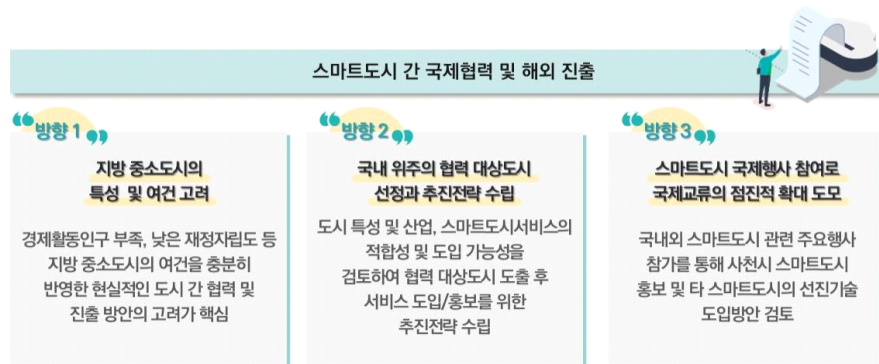 스마트도시 간 국제협력 및 해외 진출
방향 1
지방 중소도시의
특성 및 여건 고려
경제활동인구 부족, 낮은 재정자립도 등
지방 중소도시의 여건을 충분히
반영한 현실적인 도시 간 협력 및
진출 방안의 고려가 핵심
방향 2
국내 위주의 협력 대상도시
선정과 추진전략 수립
도시 특성 및 산업, 스마트도시서비스의
적합성 및 도입 가능성을
검토하여 협력 대상도시 도출 후
서비스 도입/홍보를 위한
추진전략 수립
방향 3
스마트도시 국제행사 참여로
국제교류의 점진적 확대 도모
국내외 스마트도시 관련 주요행사
참가를 통해 사천시 스마트도시
홍보 및 타 스마트도시의 선진기술
도입방안 검토